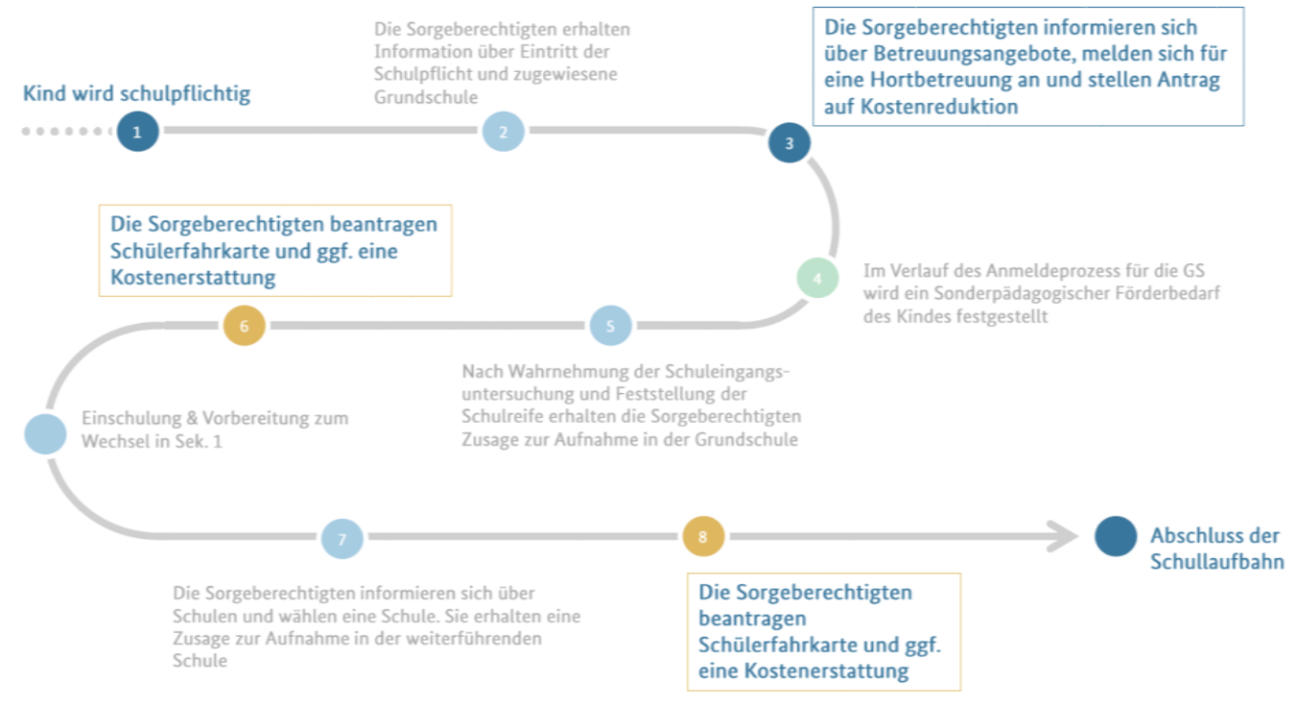 Kind wird schulpflichtig
1
Die Sorgeberechtigten erhalten
Information über Eintritt der
Schulpflicht und zugewiesene
Grundschule
2
Die Sorgeberechtigten informieren sich
über Betreuungsangebote, melden sich für
eine Hortbetreuung an und stellen Antrag
auf Kostenreduktion
3
Im Verlauf des Anmeldeprozess für die GS
wird ein Sonderpädagogischer Förderbedarf
des Kindes festgestellt
4
5
Nach Wahrnehmung der Schuleingangs-
untersuchung und Feststellung der
Schulreife erhalten die Sorgeberechtigten
Zusage zur Aufnahme in der Grundschule
Die Sorgeberechtigten beantragen
Schülerfahrkarte und ggf. eine
Kostenerstattung
6
Einschulung & Vorbereitung zum
Wechsel in Sek. 1
7
Die Sorgeberechtigten informieren sich über
Schulen und wählen eine Schule. Sie erhalten eine
Zusage zur Aufnahme in der weiterführenden
Schule
8
Die Sorgeberechtigten
beantragen
Schülerfahrkarte und ggf.
eine Kostenerstattung
Abschluss der
Schullaufbahn